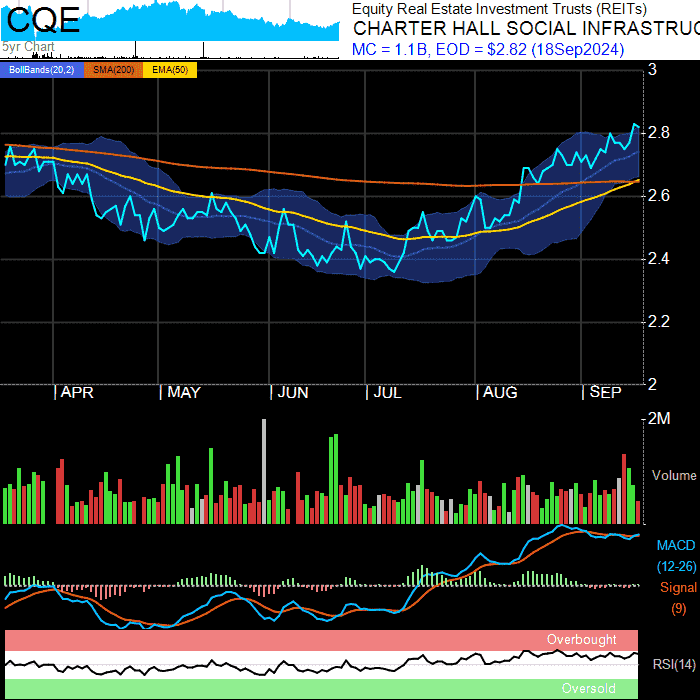 CQE
5yr Chart
Equity Real Estate Investment Trusts (REITs)
CHARTER HALL SOCIAL INFRASTRUC
MC = 1.1B, EOD = $2.82 (18Sep2024)
BollBands(20,2) SMA(200) EMA(50)
3
2.8
2.6
2.4
2.2
2
APR MAY JUN JUL AUG SEP
2M
Volume
MACD
(12-26)
Signal
(9)
Overbought
RSI(14)
Oversold